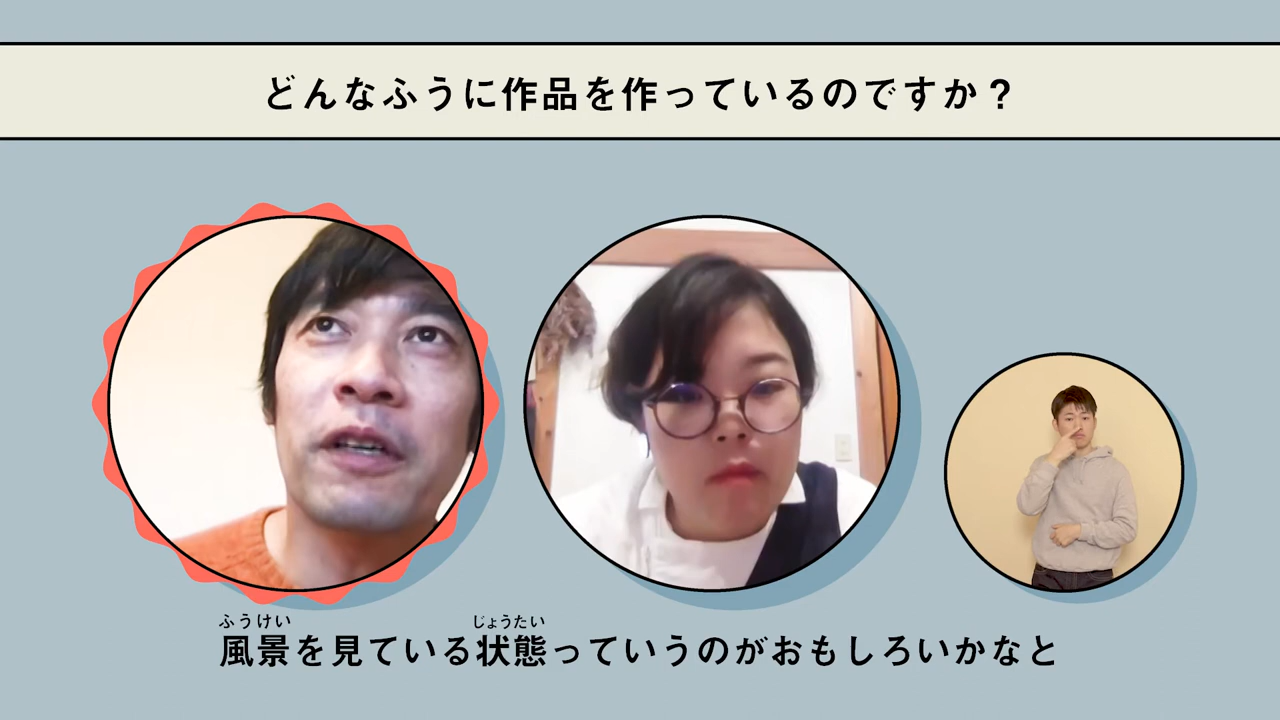 どんなふうに作品を作っているのですか？
ふうけい じょうたい
風景を見ている状態っていうのがおもしろいかなと